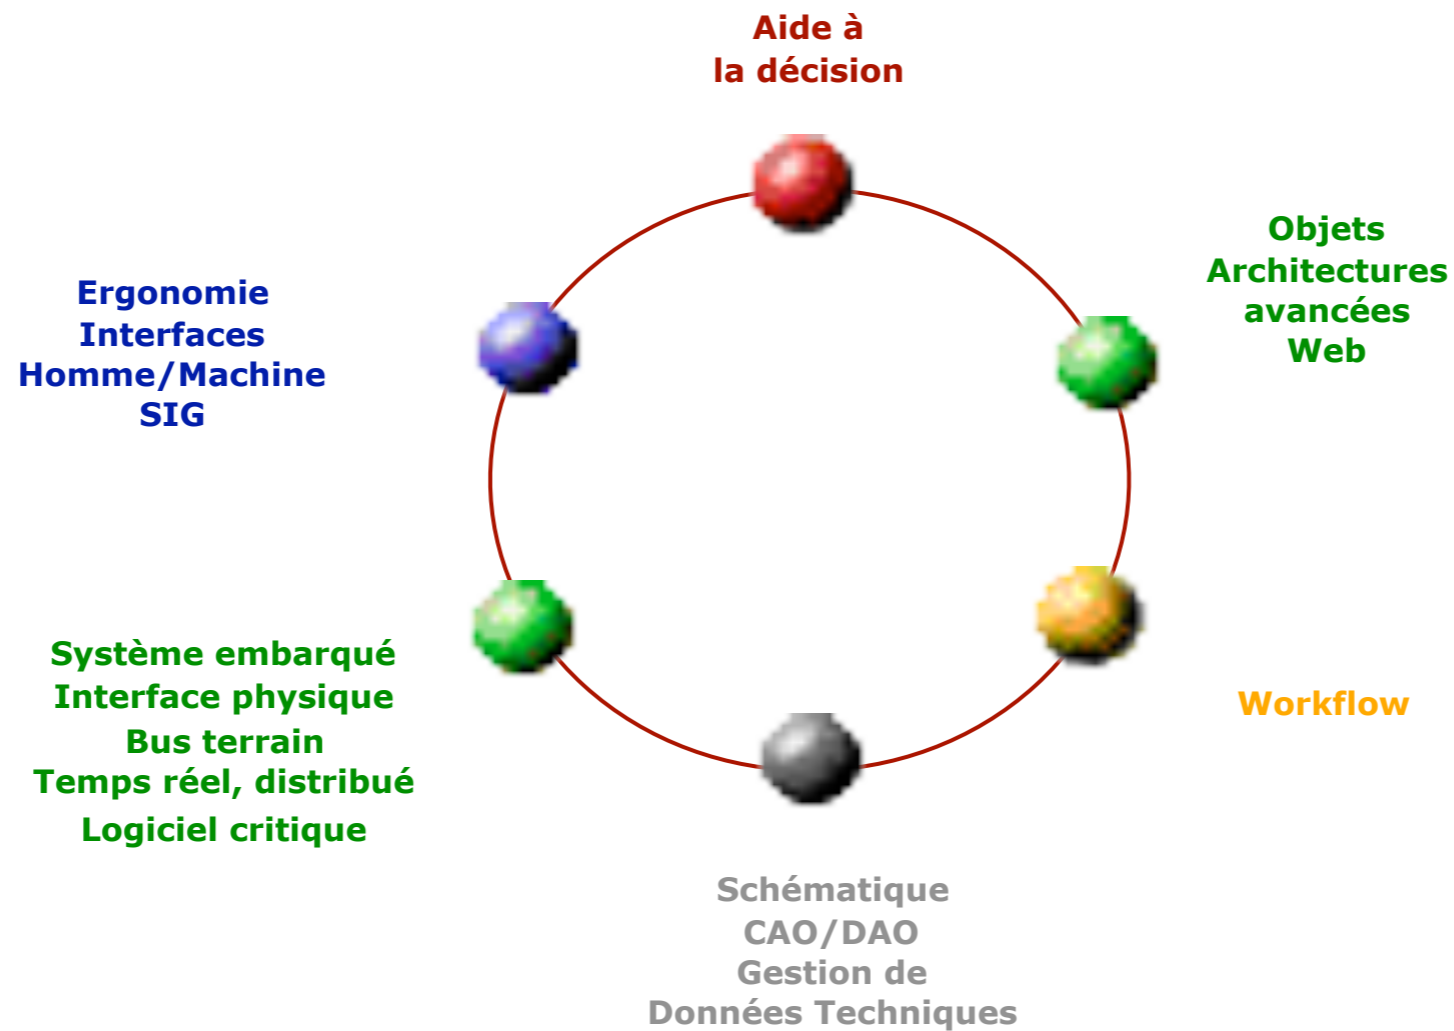 Aide à
la décision
Objets
Architectures
avancées
Web
Ergonomie
Interfaces
Homme/Machine
SIG
Système embarqué
Interface physique
Bus terrain
Temps réel, distribué
Logiciel critique
Workflow
Schématique
CAO/DAO
Gestion de
Données Techniques